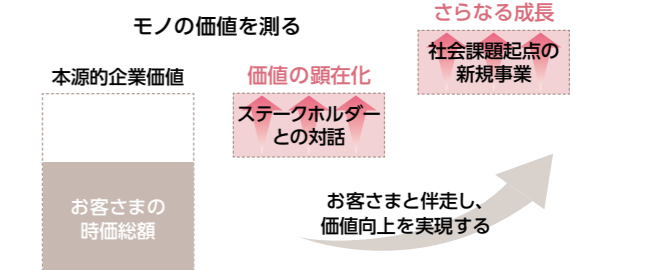 さらなる成長
モノの価値を測る
社会課題起点の
新規事業
本源的企業価値
価値の顕在化
ステークホルダー
との対話
お客さまの
時価総額
お客さまと伴走し、
価値向上を実現する